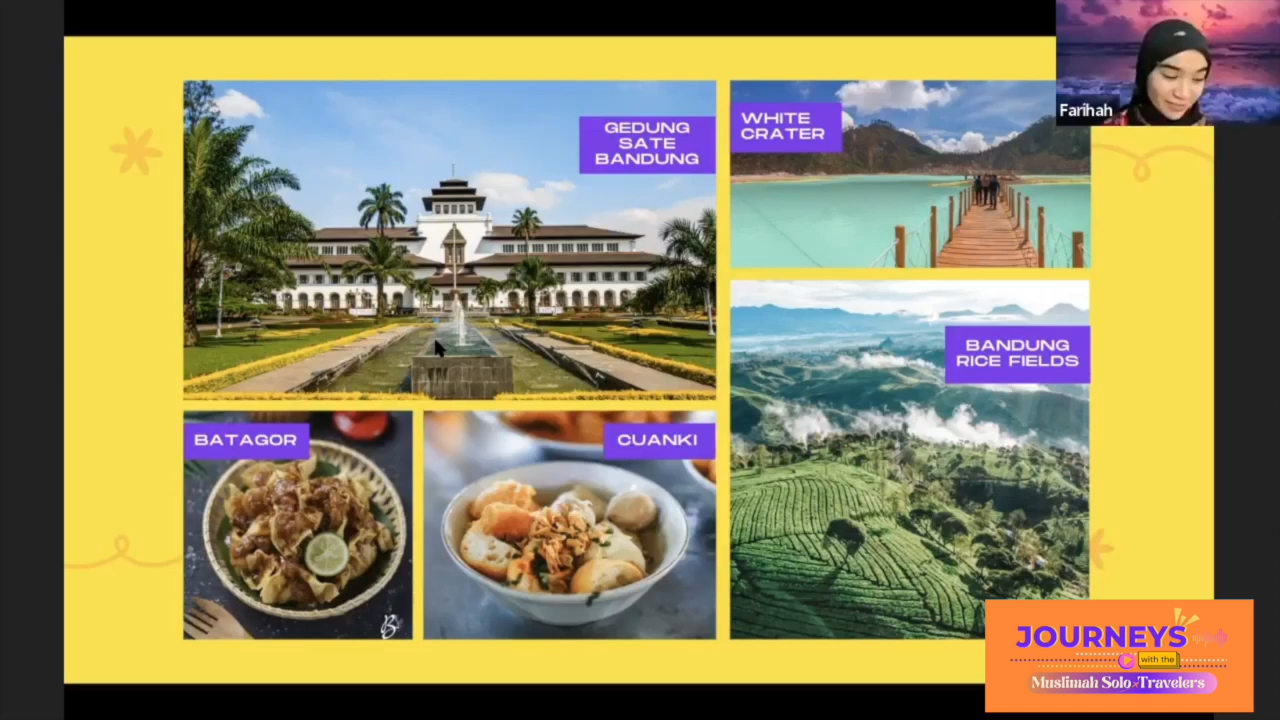 GEDUNG
SATE
BANDUNG
WHITE
CRATER
Farihah
BANDUNG
RICE FIELDS
BATAGOR
CUANKI
JOURNEYS
with the
Muslimah Solo Travelers